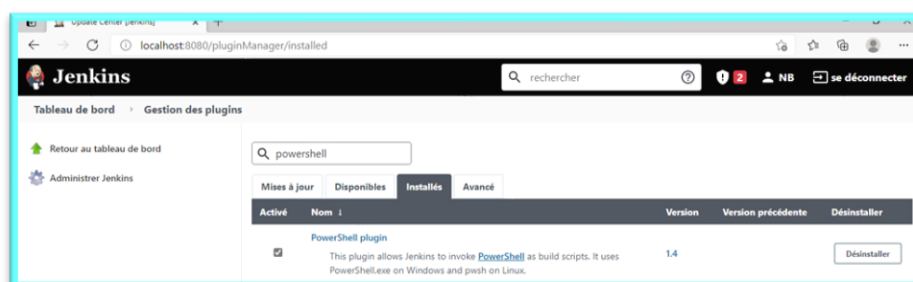 Update Center [Jenkins]
localhost:8080/pluginManager/installed
Jenkins
rechercher
2
NB
se déconnecter
Tableau de bord
Gestion des plugins
Retour au tableau de bord
Administrer Jenkins
powershell
Mises à jour
Disponibles
Installés
Avancé
Activé Nom ↓ Version Version précédente Désinstaller
PowerShell plugin
This plugin allows Jenkins to invoke PowerShell as build scripts. It uses
PowerShell.exe on Windows and pwsh on Linux.
1.4
Désinstaller